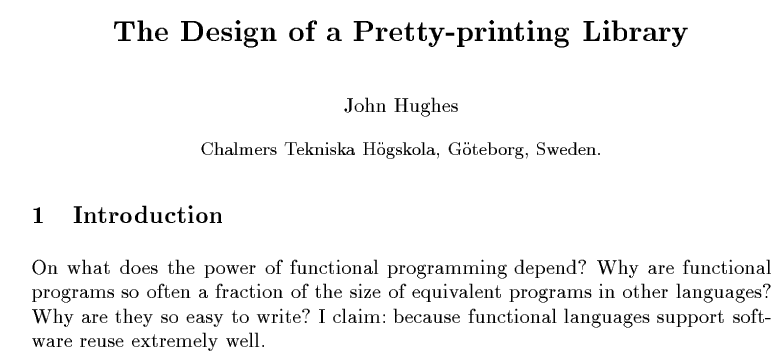 The Design of a Pretty-printing Library
John Hughes
Chalmers Tekniska Högskola, Göteborg, Sweden.
1 Introduction
On what does the power of functional programming depend? Why are functional
programs so often a fraction of the size of equivalent programs in other languages?
Why are they so easy to write? I claim: because functional languages support soft-
ware reuse extremely well.